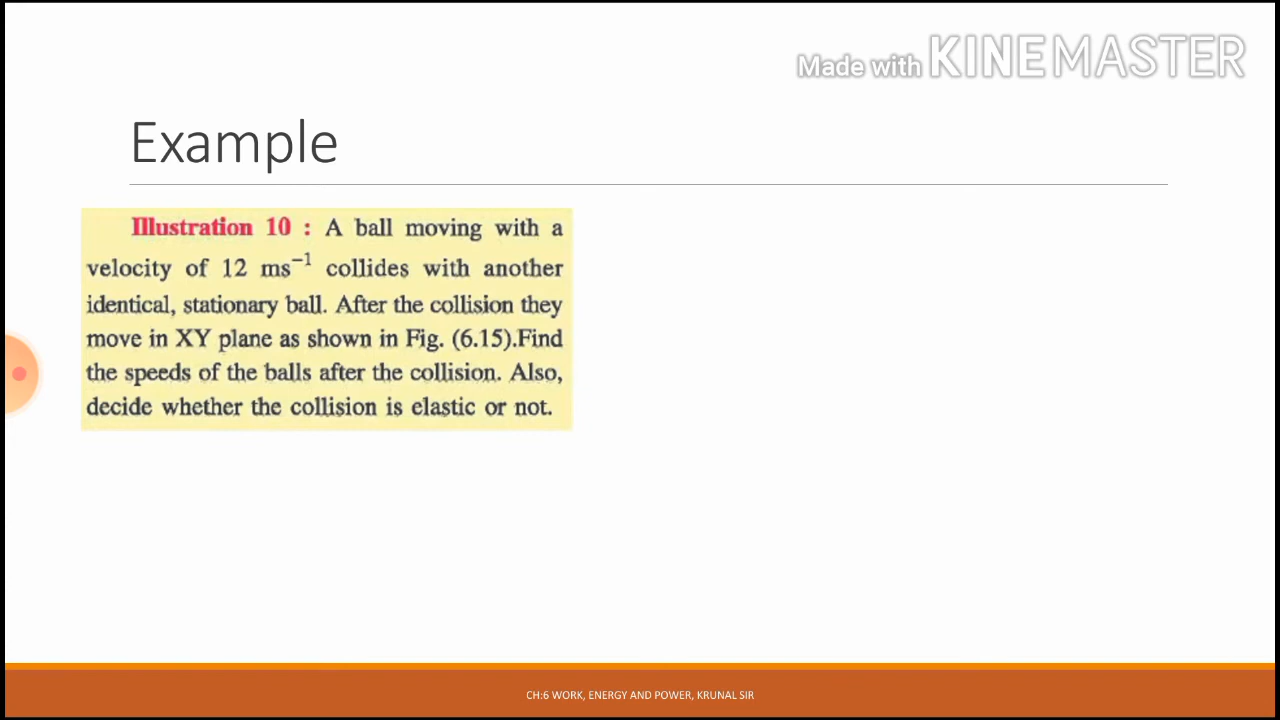 Made with KINEMASTER
Example
Illustration 10 : A ball moving with a
velocity of 12 ms⁻¹ collides with another
identical, stationary ball. After the collision they
move in XY plane as shown in Fig. (6.15).Find
the speeds of the balls after the collision. Also,
decide whether the collision is elastic or not.
CH:6 WORK, ENERGY AND POWER, KRUNAL SIR